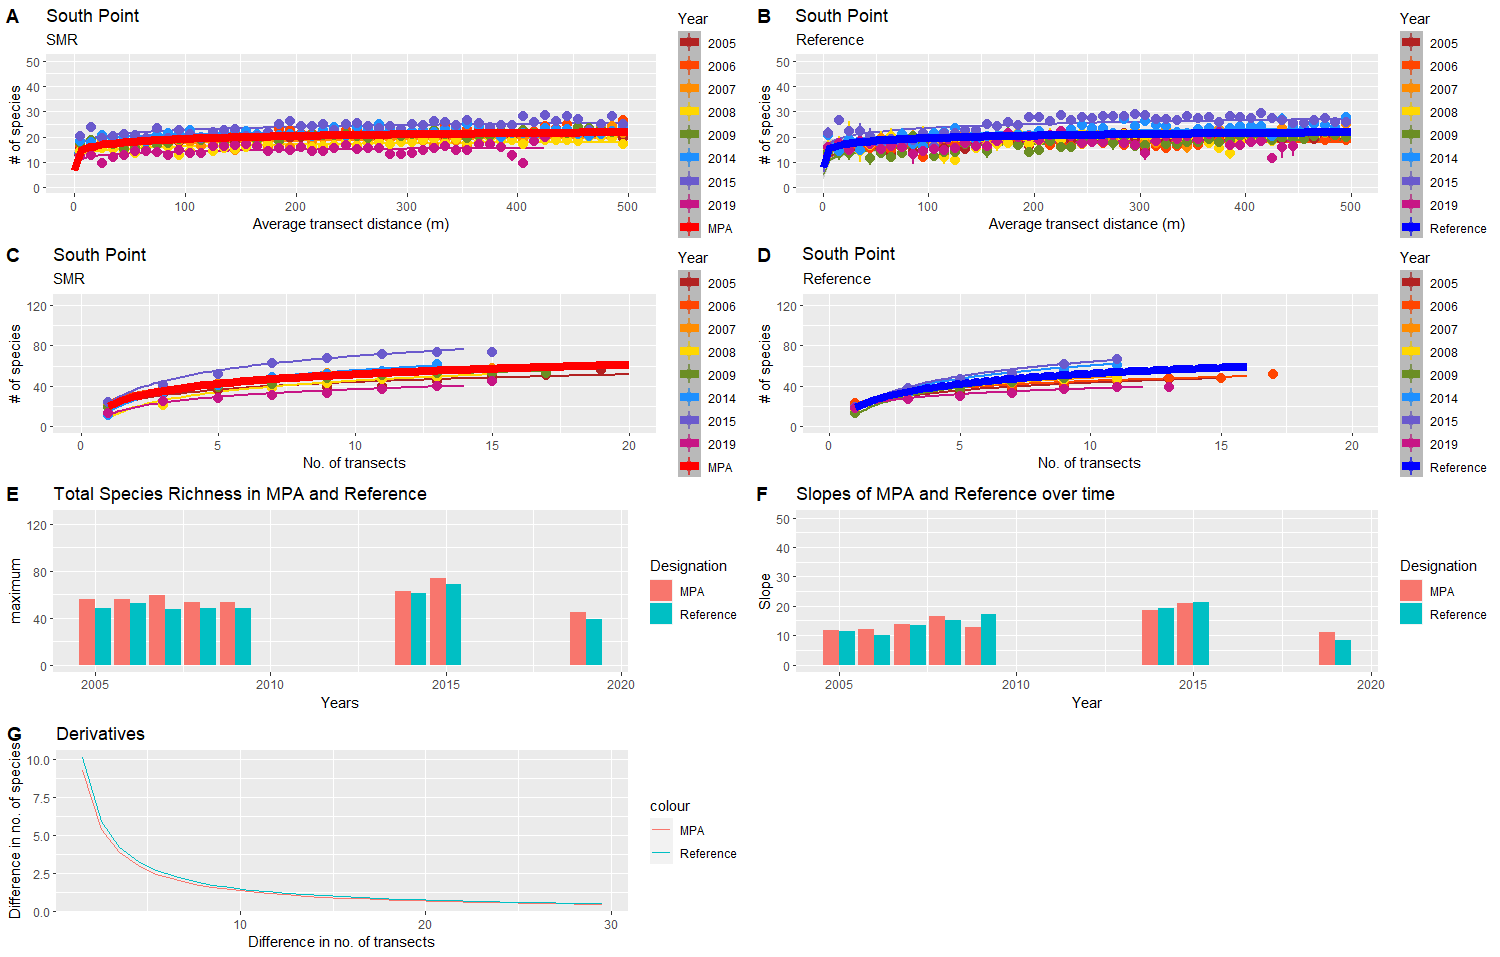 A
South Point
SMR
# of species
50
40
30
20
10
0
0
100
200
300
400
500
Average transect distance (m)
Year
2005
2006
2007
2008
2009
2014
2015
2019
MPA
B
South Point
Reference
# of species
50
40
30
20
10
0
0
100
200
300
400
500
Average transect distance (m)
Year
2005
2006
2007
2008
2009
2014
2015
2019
Reference
C
South Point
SMR
# of species
120
80
40
0
0
5
10
15
20
No. of transects
Year
2005
2006
2007
2008
2009
2014
2015
2019
MPA
D
South Point
Reference
# of species
120
80
40
0
0
5
10
15
20
No. of transects
Year
2005
2006
2007
2008
2009
2014
2015
2019
Reference
E
Total Species Richness in MPA and Reference
maximum
120
80
40
0
2005
2010
2015
2020
Years
Designation
MPA
Reference
F
Slopes of MPA and Reference over time
Slope
50
40
30
20
10
0
2005
2010
2015
2020
Year
Designation
MPA
Reference
G
Derivatives
Difference in no. of species
10.0
7.5
5.0
2.5
0.0
10
20
30
Difference in no. of transects
colour
MPA
Reference